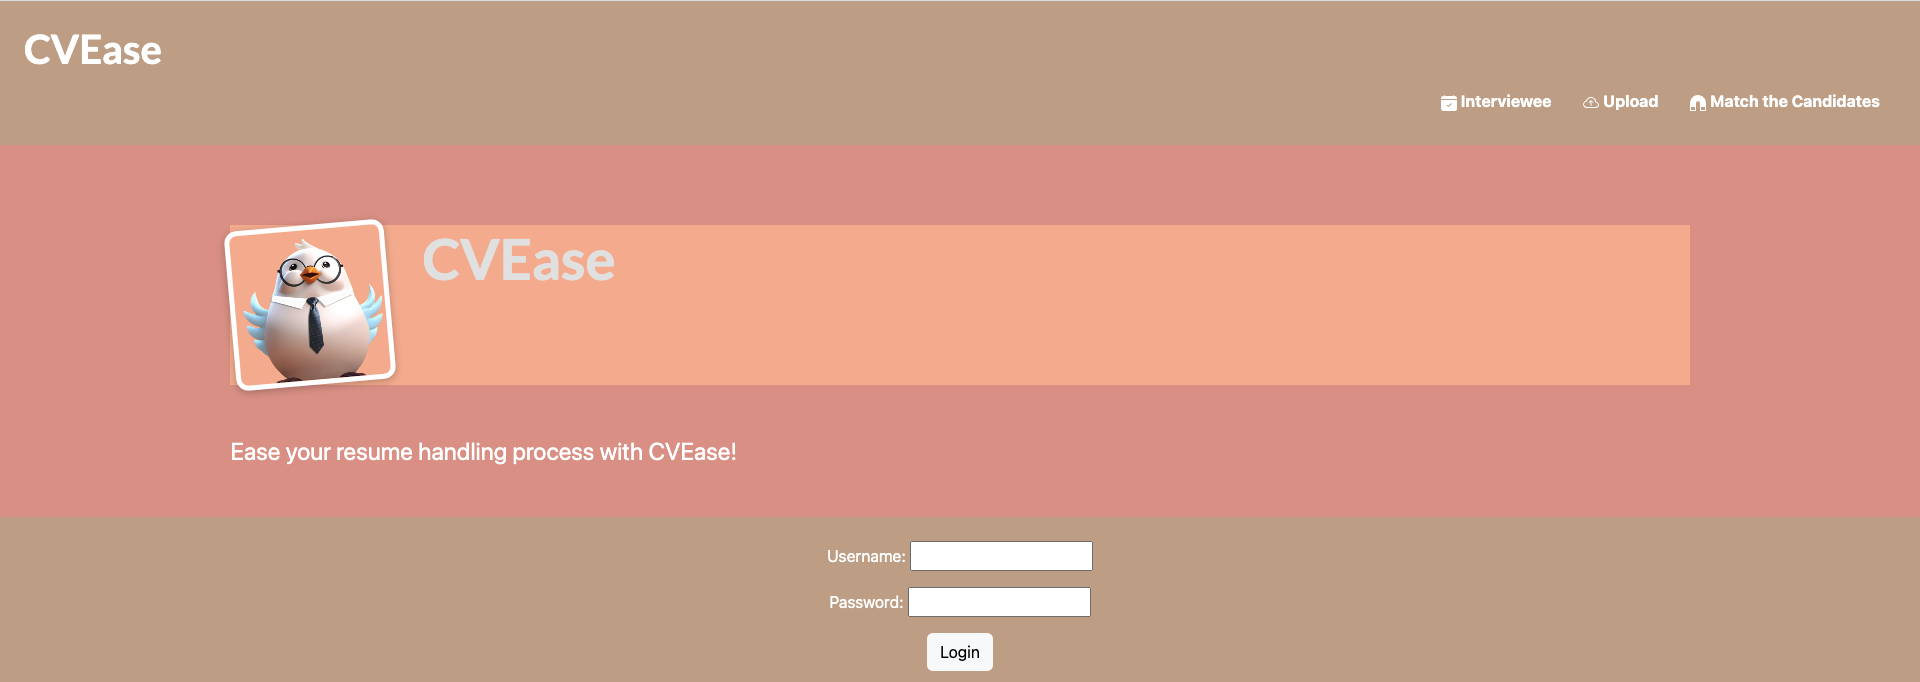 CVEase
Interviewee Upload Match the Candidates
CVEase
Ease your resume handling process with CVEase!
Username:
Password:
Login